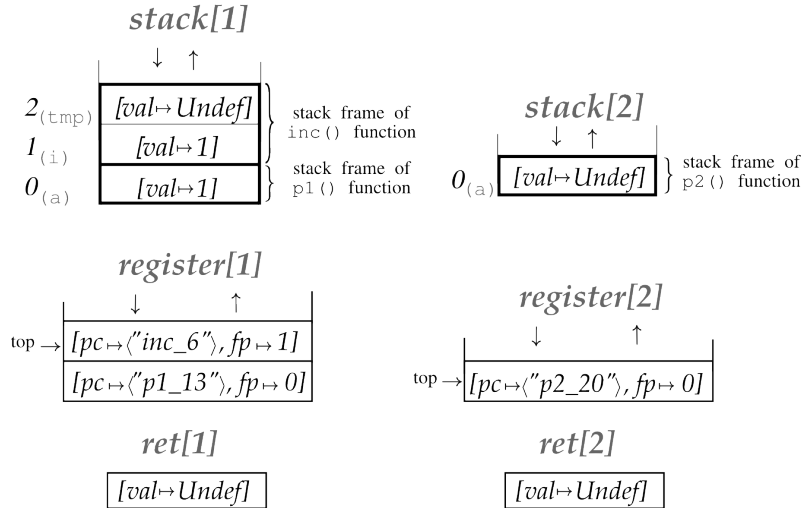 stack[1]
↓ ↑
2(tmp) [val↦Undef]
1(i) [val↦1]
0(a) [val↦1]
stack frame of
inc() function
stack frame of
p1() function
stack[2]
↓ ↑
0(a) [val↦Undef]
stack frame of
p2() function
register[1]
↓ ↑
top → [pc↦⟨"inc_6"⟩, fp↦1]
[pc↦⟨"p1_13"⟩, fp↦0]
register[2]
↓ ↑
top → [pc↦⟨"p2_20"⟩, fp↦0]
ret[1]
[val↦Undef]
ret[2]
[val↦Undef]